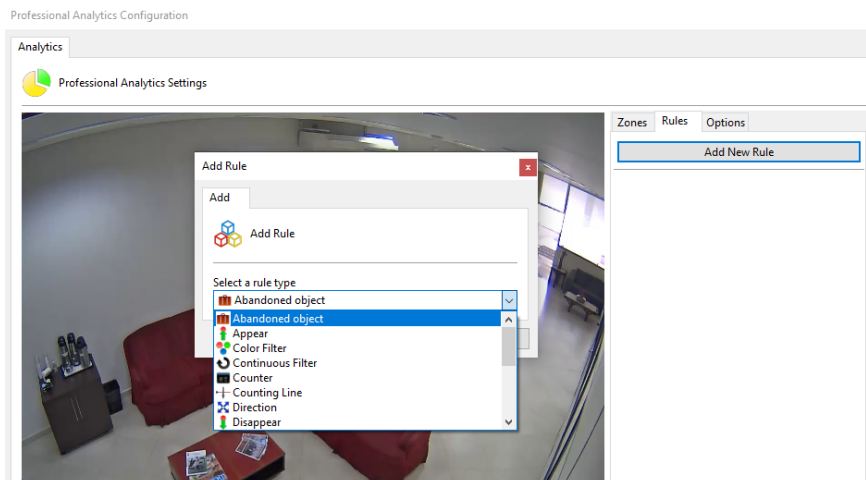 Professional Analytics Configuration
Analytics
Professional Analytics Settings
Zones
Rules
Options
Add New Rule
Add Rule
x
Add
Add Rule
Select a rule type
Abandoned object
Abandoned object
Appear
Color Filter
Continuous Filter
Counter
Counting Line
Direction
Disappear